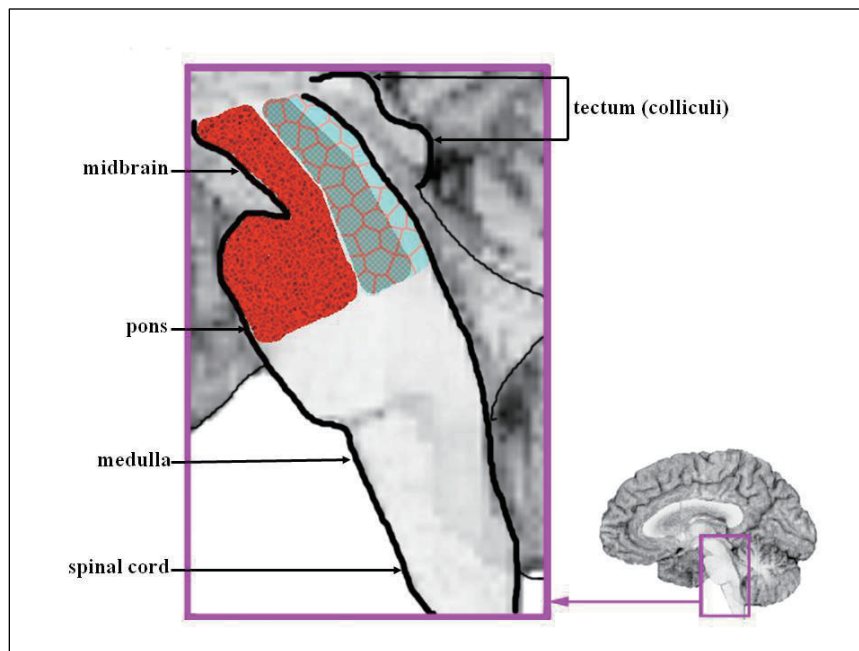 tectum (colliculi)
midbrain
pons
medulla
spinal cord